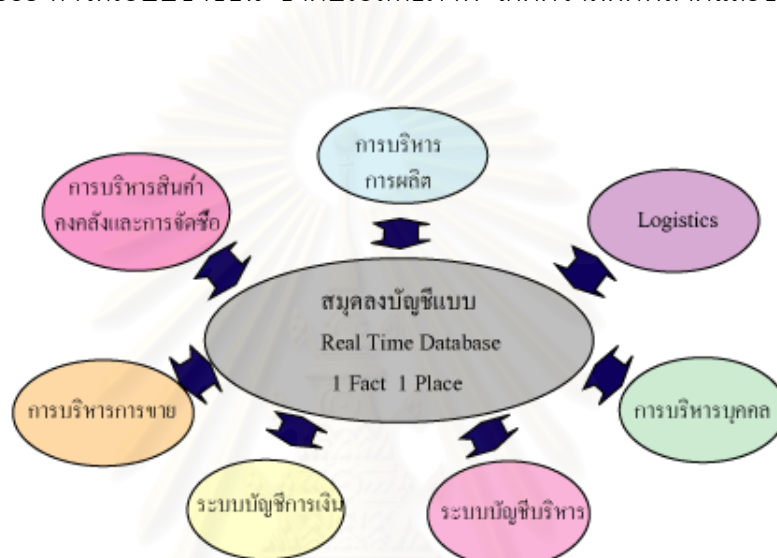 การบริหาร
การผลิต
การบริหารสินค้า
คงคลังและการจัดซื้อ
Logistics
สมุดลงบัญชีแบบ
Real Time Database
1 Fact 1 Place
การบริหารการขาย
การบริหารบุคคล
ระบบบัญชีการเงิน
ระบบบัญชีบริหาร